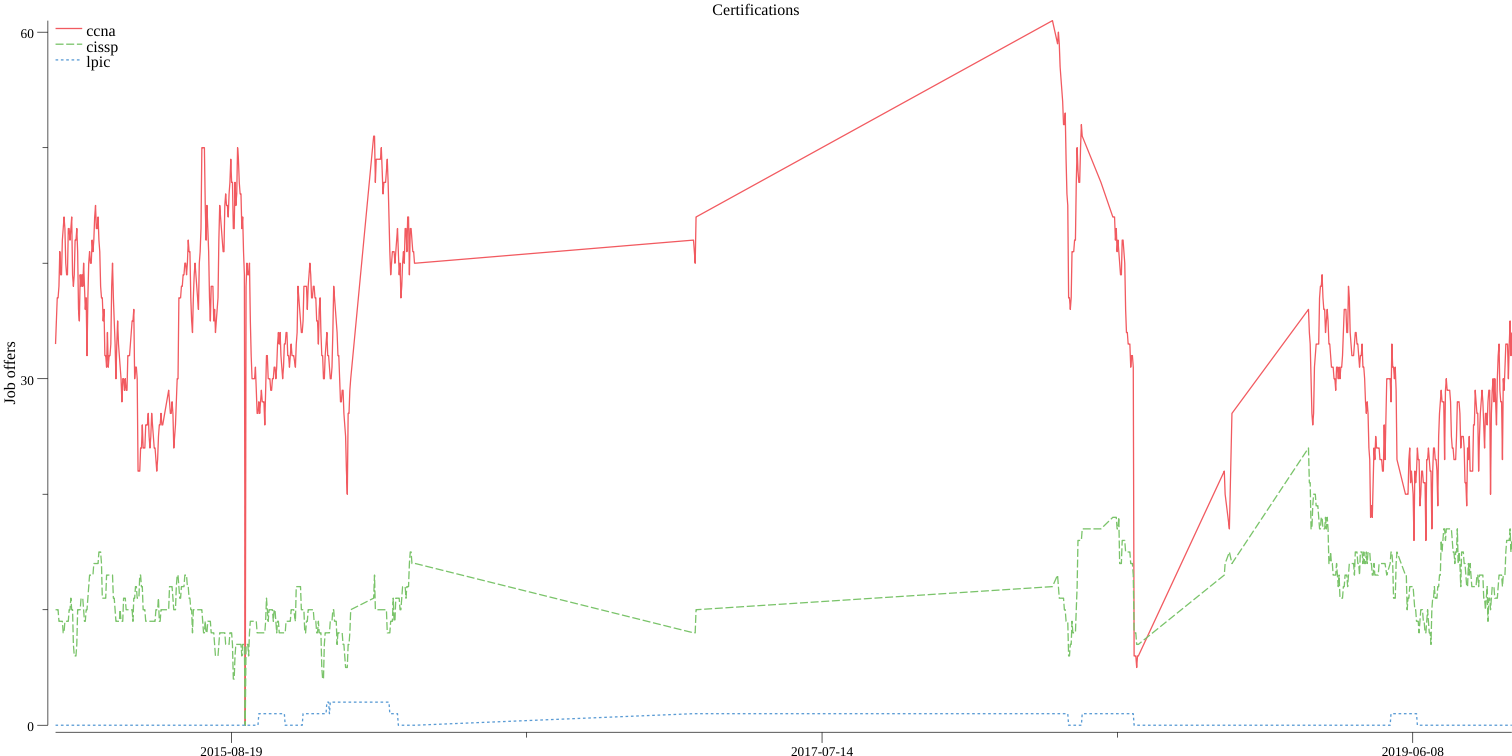 Certifications
ccna
cissp
lpic
60
30
0
Job offers
2015-08-19
2017-07-14
2019-06-08